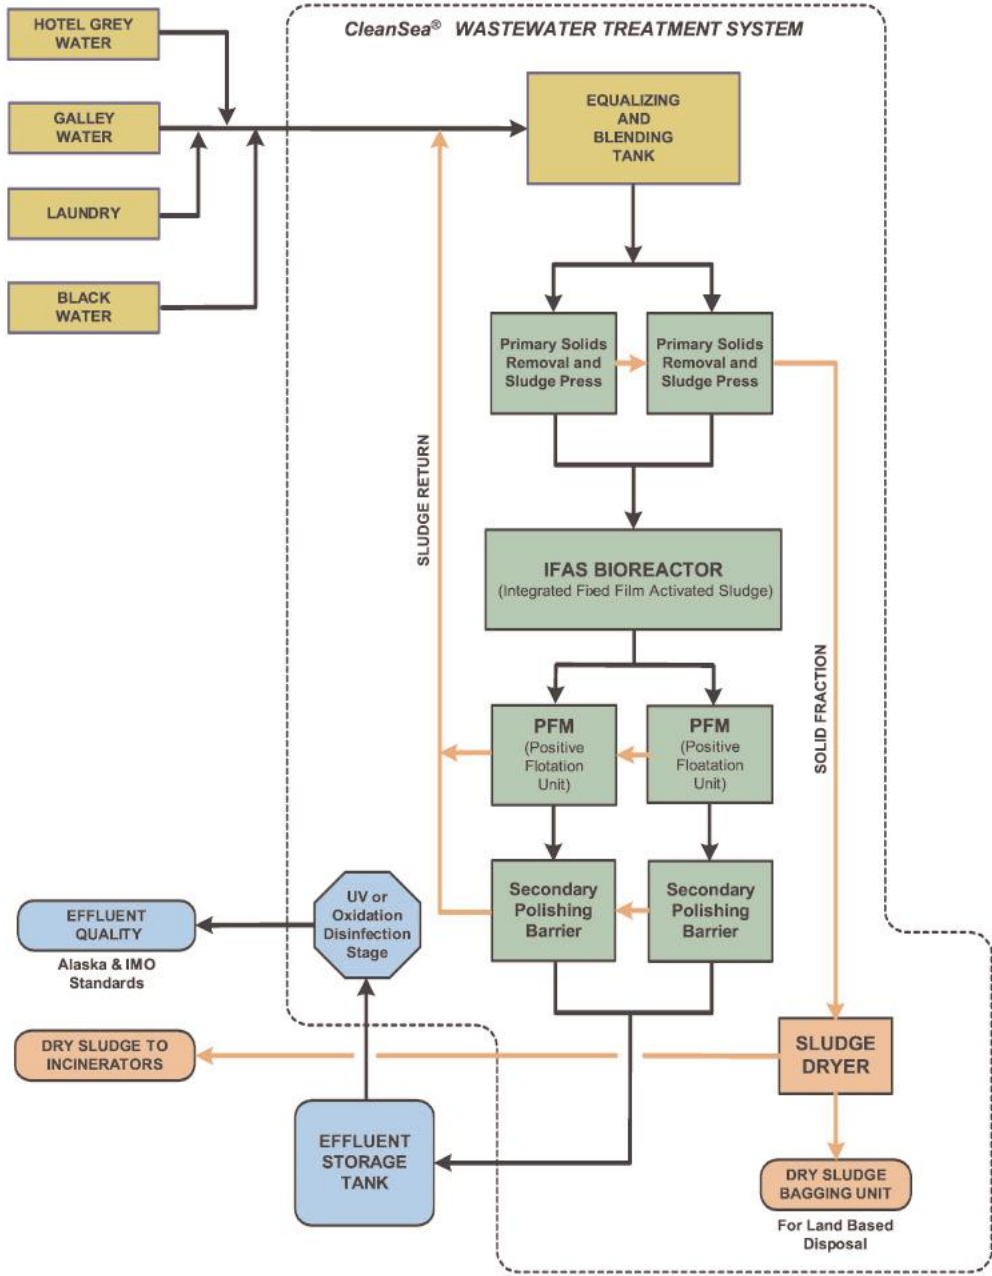 CleanSea® WASTEWATER TREATMENT SYSTEM
HOTEL GREY
WATER
GALLEY
WATER
LAUNDRY
BLACK
WATER
EQUALIZING
AND
BLENDING
TANK
Primary Solids
Removal and
Sludge Press
Primary Solids
Removal and
Sludge Press
SLUDGE RETURN
IFAS BIOREACTOR
(Integrated Fixed Film Activated Sludge)
SOLID FRACTION
PFM
(Positive
Flotation
Unit)
PFM
(Positive
Floatation
Unit)
Secondary
Polishing
Barrier
Secondary
Polishing
Barrier
UV or
Oxidation
Disinfection
Stage
EFFLUENT
QUALITY
Alaska & IMO
Standards
DRY SLUDGE TO
INCINERATORS
SLUDGE
DRYER
EFFLUENT
STORAGE
TANK
DRY SLUDGE
BAGGING UNIT
For Land Based
Disposal